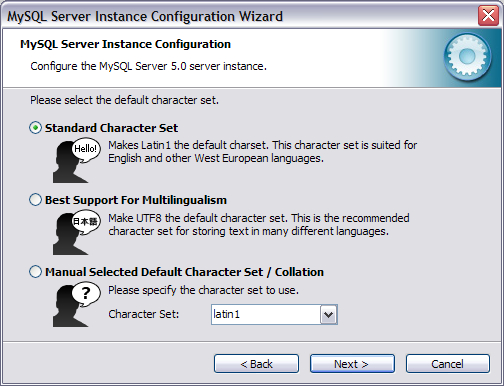 MySQL Server Instance Configuration Wizard
MySQL Server Instance Configuration
Configure the MySQL Server 5.0 server instance.
Please select the default character set.
Standard Character Set
Hello!
Makes Latin1 the default charset. This character set is suited for
English and other West European languages.
Best Support For Multilingualism
日本語
Make UTF8 the default character set. This is the recommended
character set for storing text in many different languages.
Manual Selected Default Character Set / Collation
?
Please specify the character set to use.
Character Set: latin1
< Back Next > Cancel